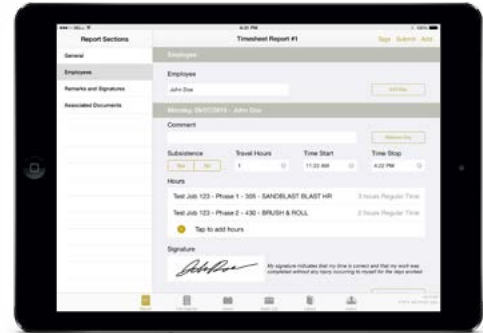 4:21 PM
Report Sections
Timesheet Report #1
Sign Submit Add
General
Employees
Remarks and Signatures
Associated Documents
Employee
Employee
John Doe
Monday, 
Comment
Subsistence
Travel Hours
Time Start
Time Stop
Yes
No
1
11:22 AM
4:22 PM
Hours
Test Job 123 - Phase 1 - 305 - SANDBLAST BLAST HR
3 hours Regular Time
Test Job 123 - Phase 2 - 430 - BRUSH & ROLL
2 hours Regular Time
Tap to add hours
Signature
John Doe
My signature indicates that my time is correct and that my work was
completed without any injury occurring to myself for the days worked